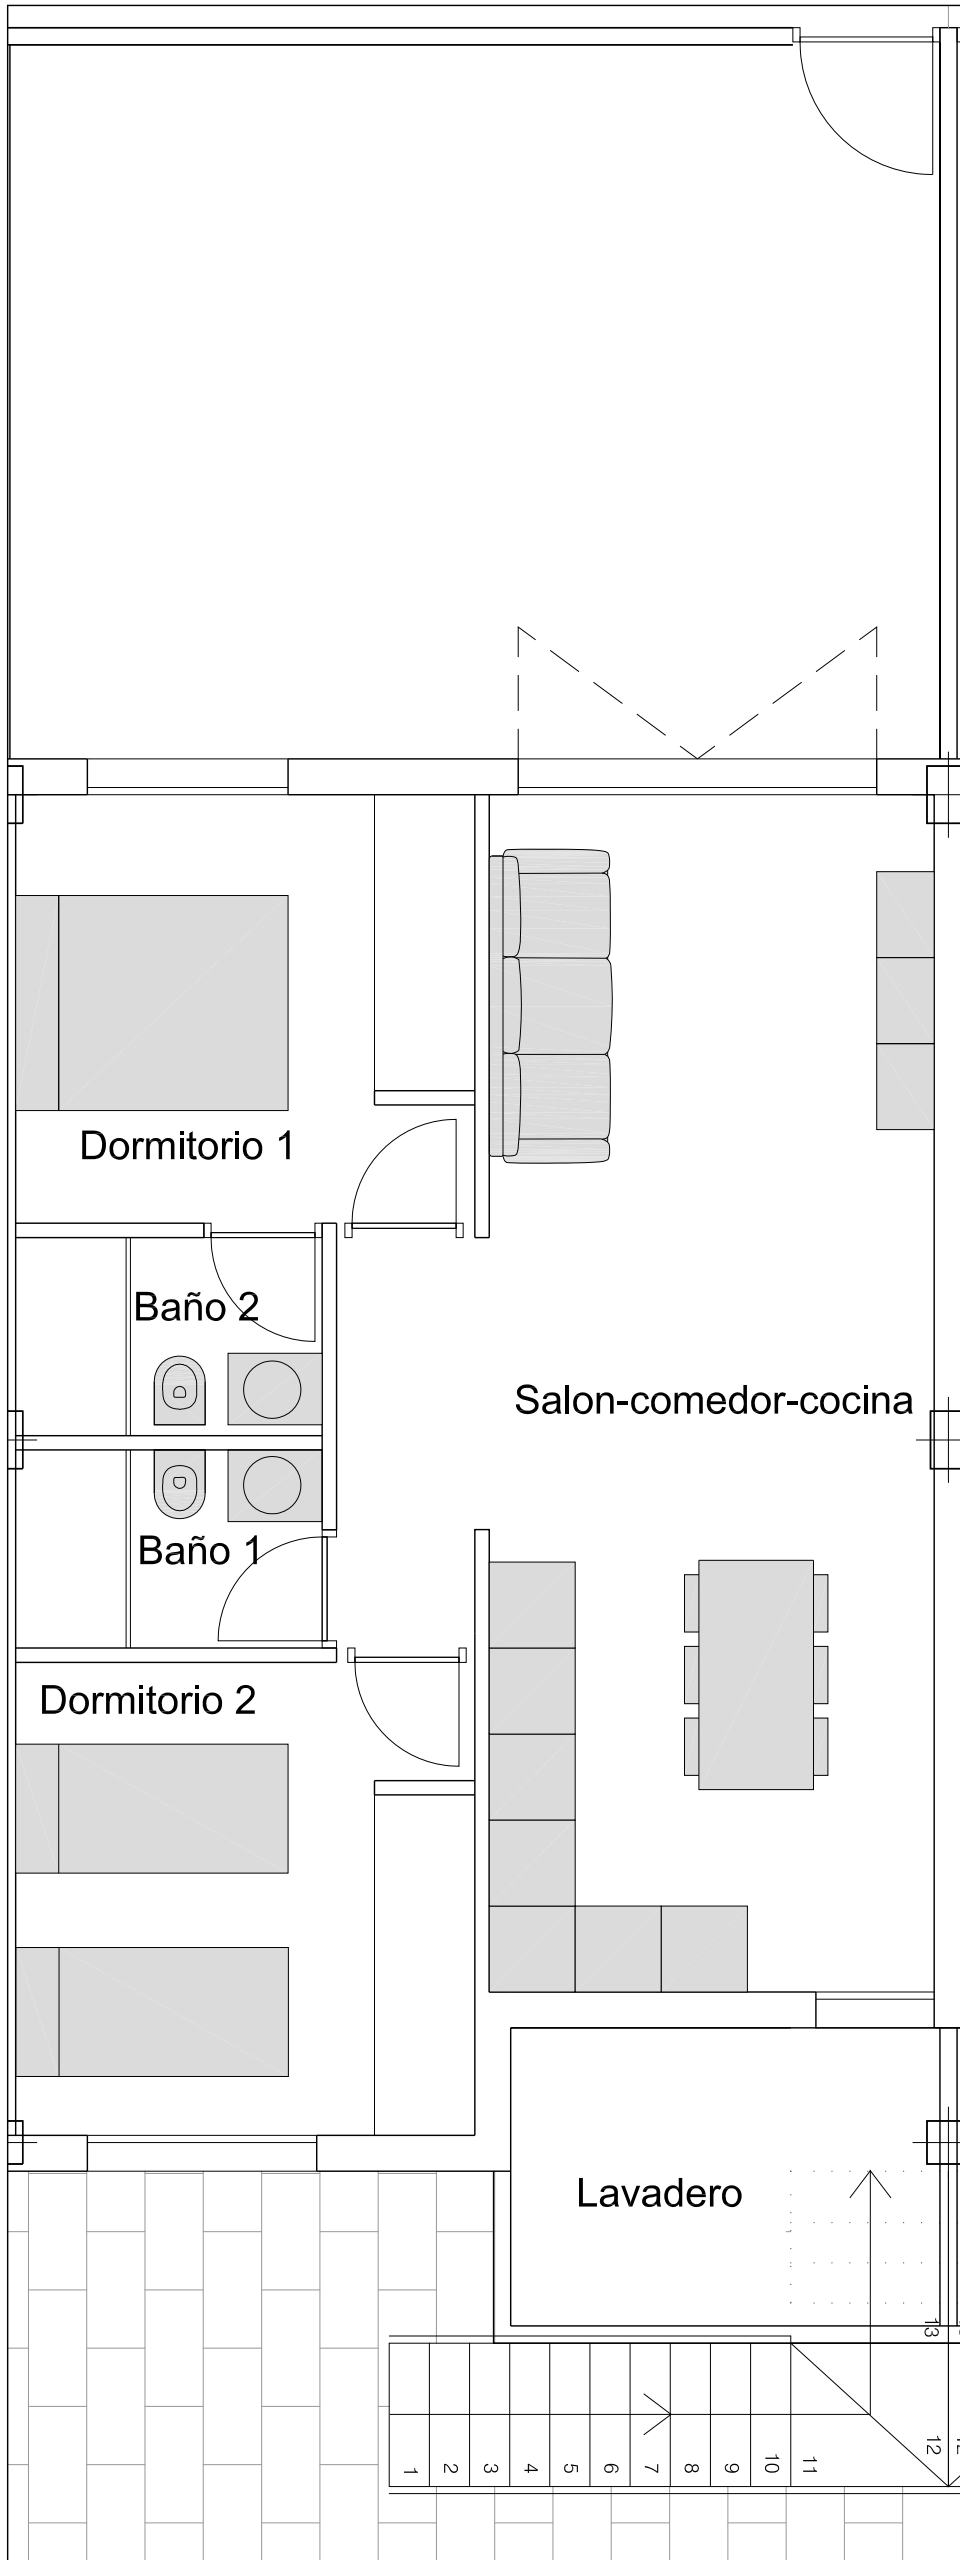 Dormitorio 1
Baño 2
Salon-comedor-cocina
Baño 1
Dormitorio 2
Lavadero
13
12
1 2 3 4 5 6 7 8 9 10 11